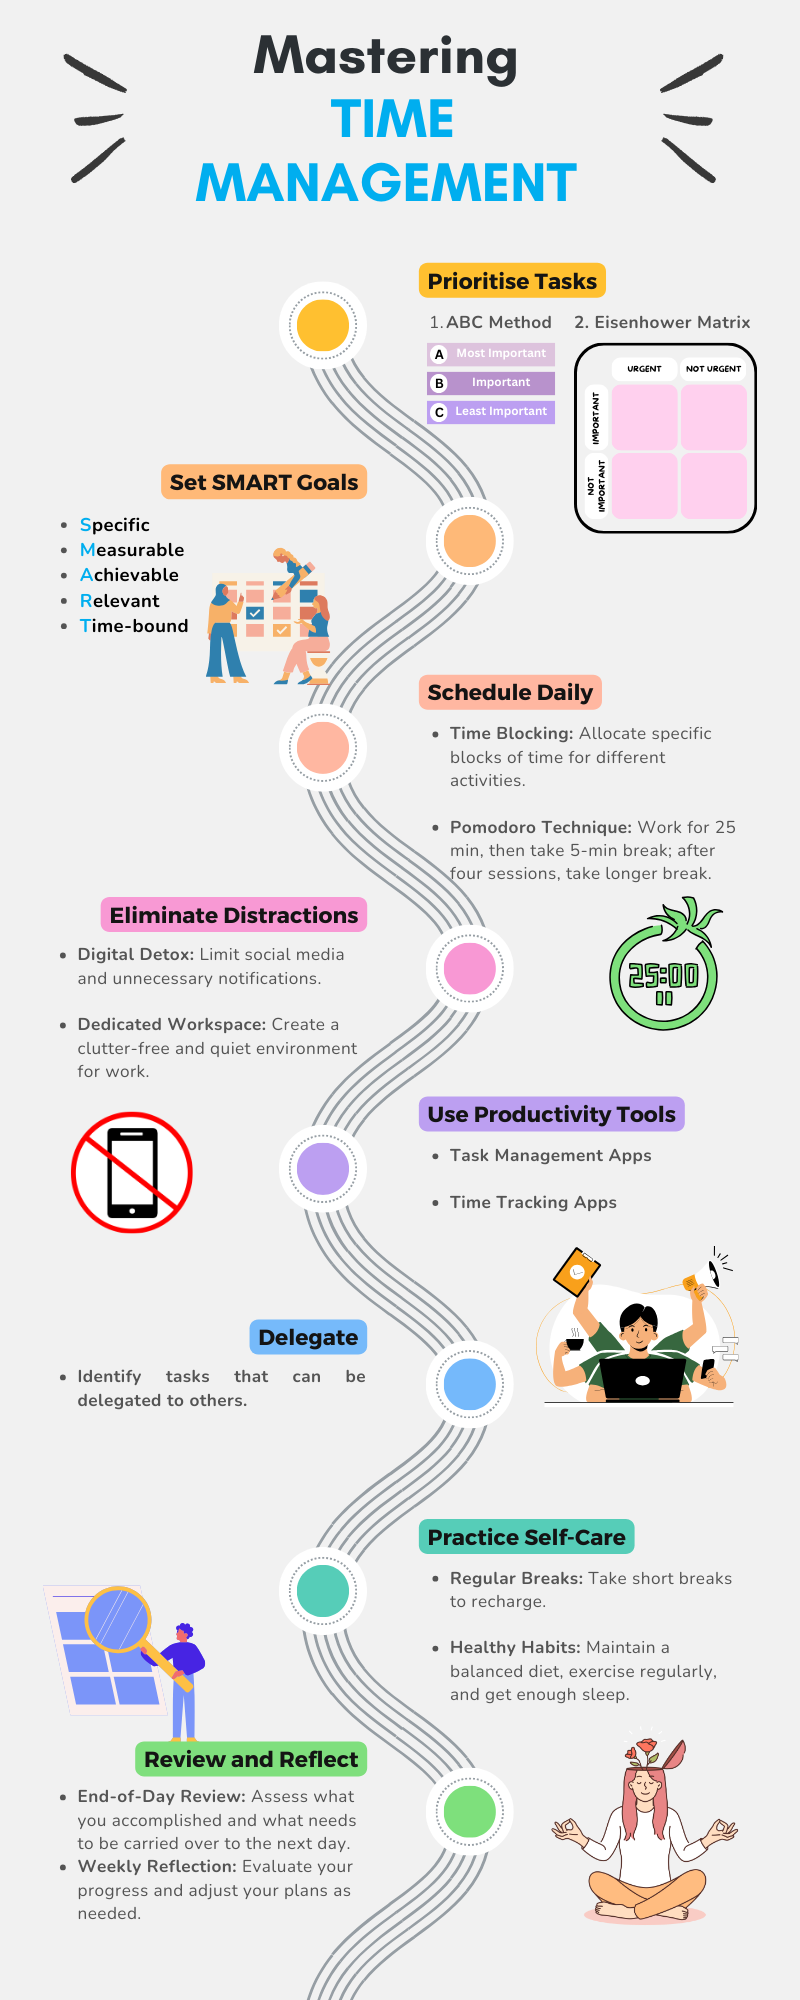 Mastering
TIME
MANAGEMENT
Prioritise Tasks
1. ABC Method
A Most Important
B Important
C Least Important
2. Eisenhower Matrix
URGENT
NOT URGENT
IMPORTANT
NOT
IMPORTANT
Set SMART Goals
• Specific
• Measurable
• Achievable
• Relevant
• Time-bound
Schedule Daily
• Time Blocking: Allocate specific
blocks of time for different
activities.
• Pomodoro Technique: Work for 25
min, then take 5-min break; after
four sessions, take longer break.
25:00
Eliminate Distractions
• Digital Detox: Limit social media
and unnecessary notifications.
• Dedicated Workspace: Create a
clutter-free and quiet environment
for work.
Use Productivity Tools
• Task Management Apps
• Time Tracking Apps
Delegate
• Identify tasks that can be
delegated to others.
Practice Self-Care
• Regular Breaks: Take short breaks
to recharge.
• Healthy Habits: Maintain a
balanced diet, exercise regularly,
and get enough sleep.
Review and Reflect
• End-of-Day Review: Assess what
you accomplished and what needs
to be carried over to the next day.
• Weekly Reflection: Evaluate your
progress and adjust your plans as
needed.